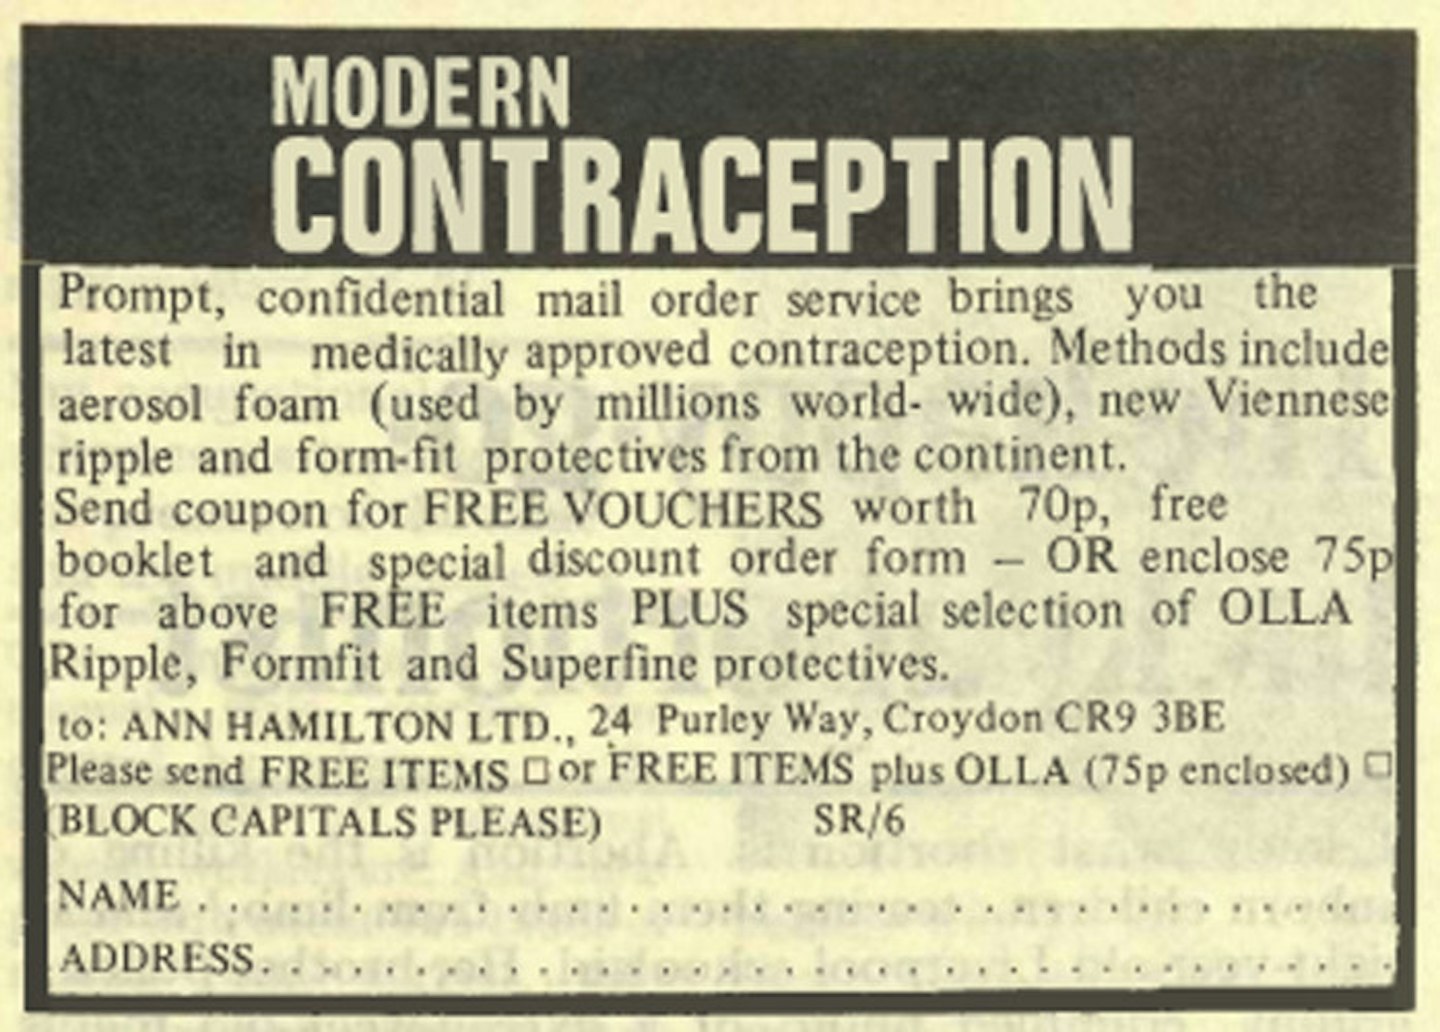 MODERN
CONTRACEPTION
Prompt, confidential mail order service brings you the
latest in medically approved contraception. Methods include
aerosol foam (used by millions world- wide), new Viennese
ripple and form-fit protectives from the continent.
Send coupon for FREE VOUCHERS worth 70p, free
booklet and special discount order form — OR enclose 75p
for above FREE items PLUS special selection of OLLA
Ripple, Formfit and Superfine protectives.
to: ANN HAMILTON LTD., 24 Purley Way, Croydon CR9 3BE
Please send FREE ITEMS □ or FREE ITEMS plus OLLA (75p enclosed) □
(BLOCK CAPITALS PLEASE) SR/6
NAME . . . . . . . . . . . . . . . . . . . . . . . . . . . . . . . . . . . .
ADDRESS. . . . . . . . . . . . . . . . . . . . . . . . . . . . . . . . .